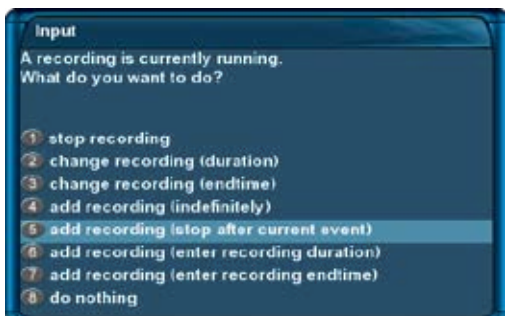 Input
A recording is currently running.
What do you want to do?
1 stop recording
2 change recording (duration)
3 change recording (endtime)
4 add recording (indefinitely)
5 add recording (stop after current event)
6 add recording (enter recording duration)
7 add recording (enter recording endtime)
8 do nothing